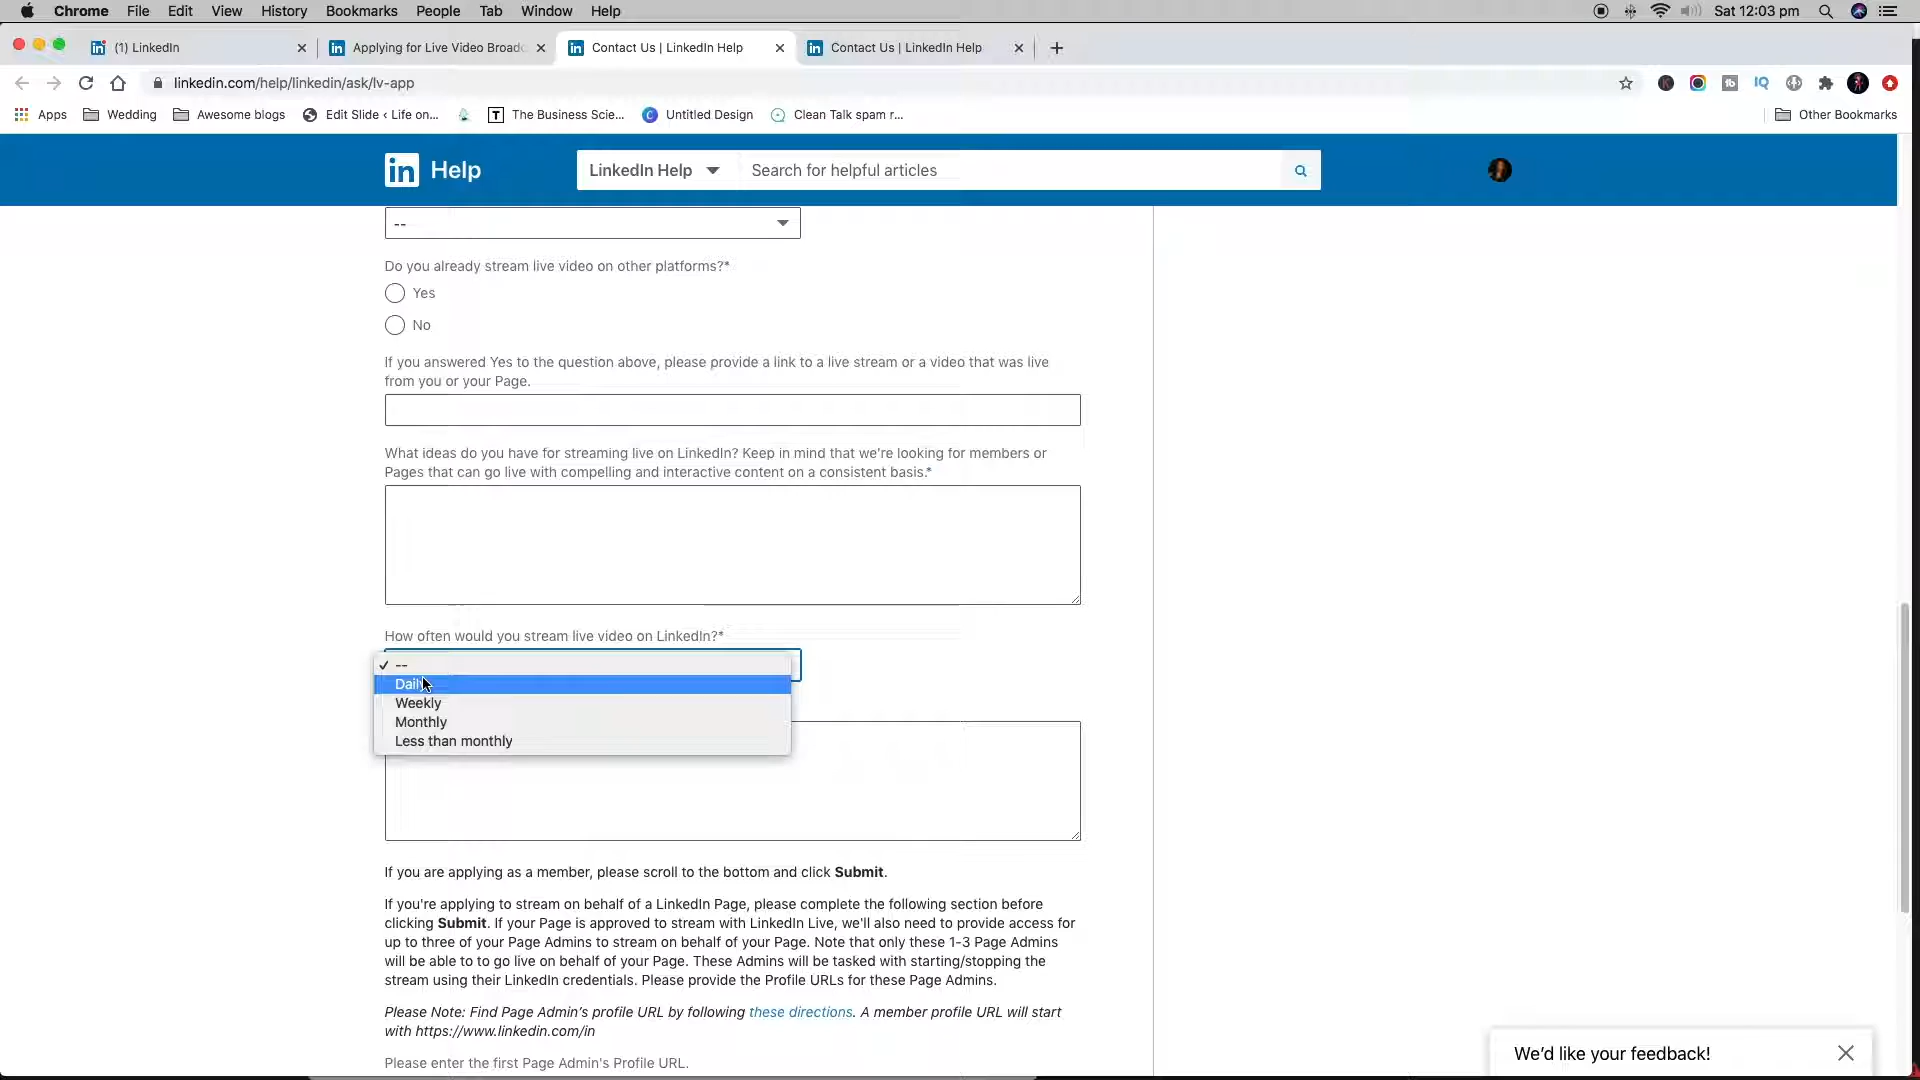 Chrome File Edit View History Bookmarks People Tab Window Help Sat 12:03 pm
(1) LinkedIn Applying for Live Video Broadc Contact Us | LinkedIn Help Contact Us | LinkedIn Help
linkedin.com/help/linkedin/ask/lv-app
Apps Wedding Awesome blogs Edit Slide ‹ Life on... T The Business Scie... Untitled Design Clean Talk spam r... Other Bookmarks
in Help LinkedIn Help Search for helpful articles
--
Do you already stream live video on other platforms?*
Yes
No
If you answered Yes to the question above, please provide a link to a live stream or a video that was live
from you or your Page.
What ideas do you have for streaming live on LinkedIn? Keep in mind that we're looking for members or
Pages that can go live with compelling and interactive content on a consistent basis.*
How often would you stream live video on LinkedIn?*
✓ --
Daily
Weekly
Monthly
Less than monthly
If you are applying as a member, please scroll to the bottom and click Submit.
If you're applying to stream on behalf of a LinkedIn Page, please complete the following section before
clicking Submit. If your Page is approved to stream with LinkedIn Live, we'll also need to provide access for
up to three of your Page Admins to stream on behalf of your Page. Note that only these 1-3 Page Admins
will be able to to go live on behalf of your Page. These Admins will be tasked with starting/stopping the
stream using their LinkedIn credentials. Please provide the Profile URLs for these Page Admins.
Please Note: Find Page Admin's profile URL by following these directions. A member profile URL will start
with https://www.linkedin.com/in
Please enter the first Page Admin's Profile URL.
We'd like your feedback!